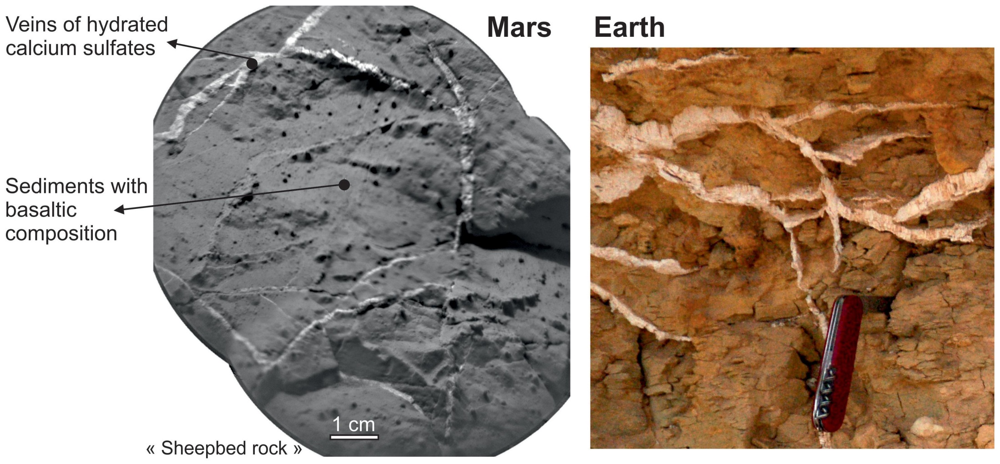 Veins of hydrated
calcium sulfates
Mars
Earth
Sediments with
basaltic
composition
1 cm
« Sheepbed rock »